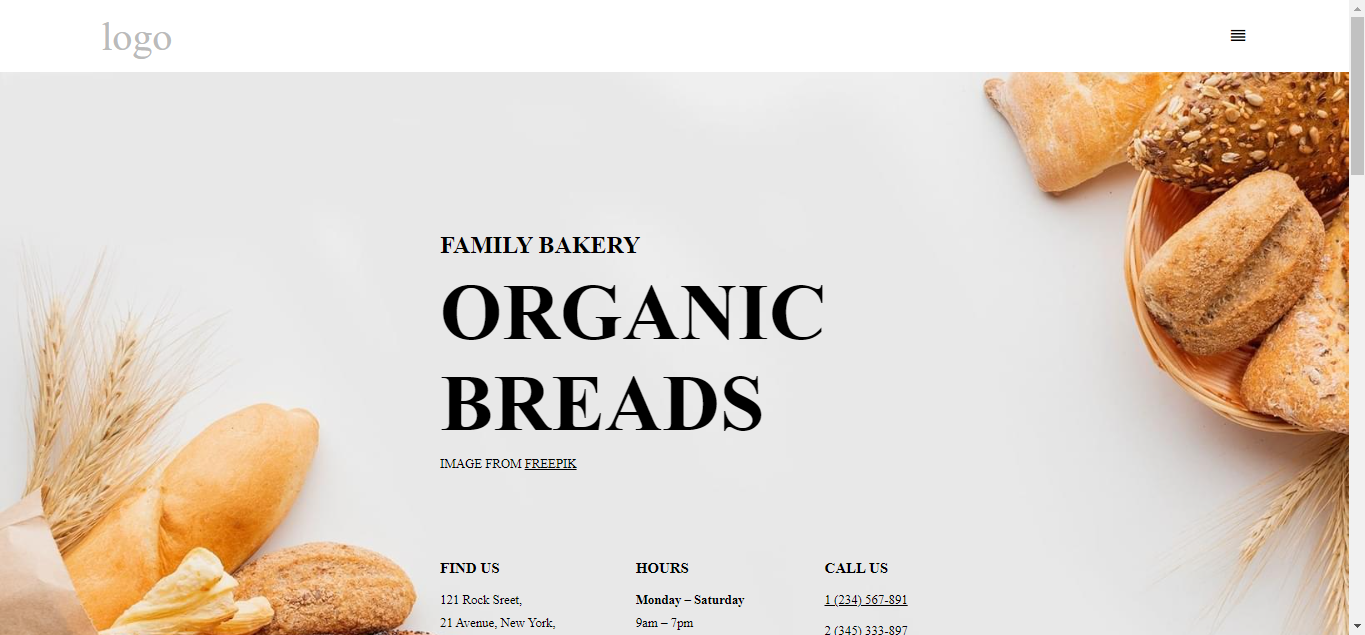 logo
FAMILY BAKERY
ORGANIC
BREADS
IMAGE FROM FREEPIK
FIND US
121 Rock Sreet,
21 Avenue, New York,
HOURS
Monday – Saturday
9am – 7pm
CALL US
1 (234) 567-891
2 (345) 333-897